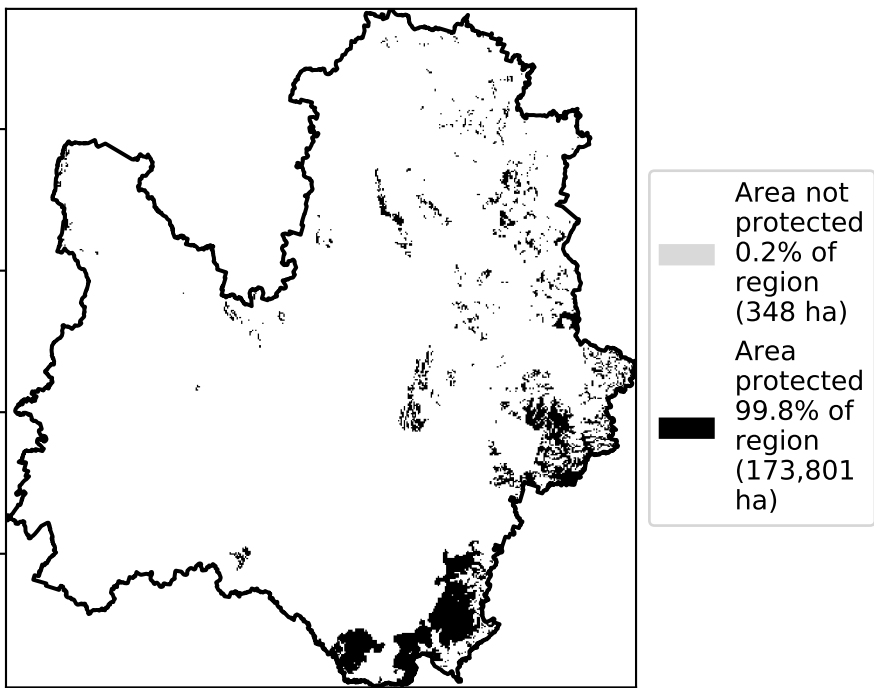 Area not
protected
0.2% of
region
(348 ha)
Area
protected
99.8% of
region
(173,801
ha)